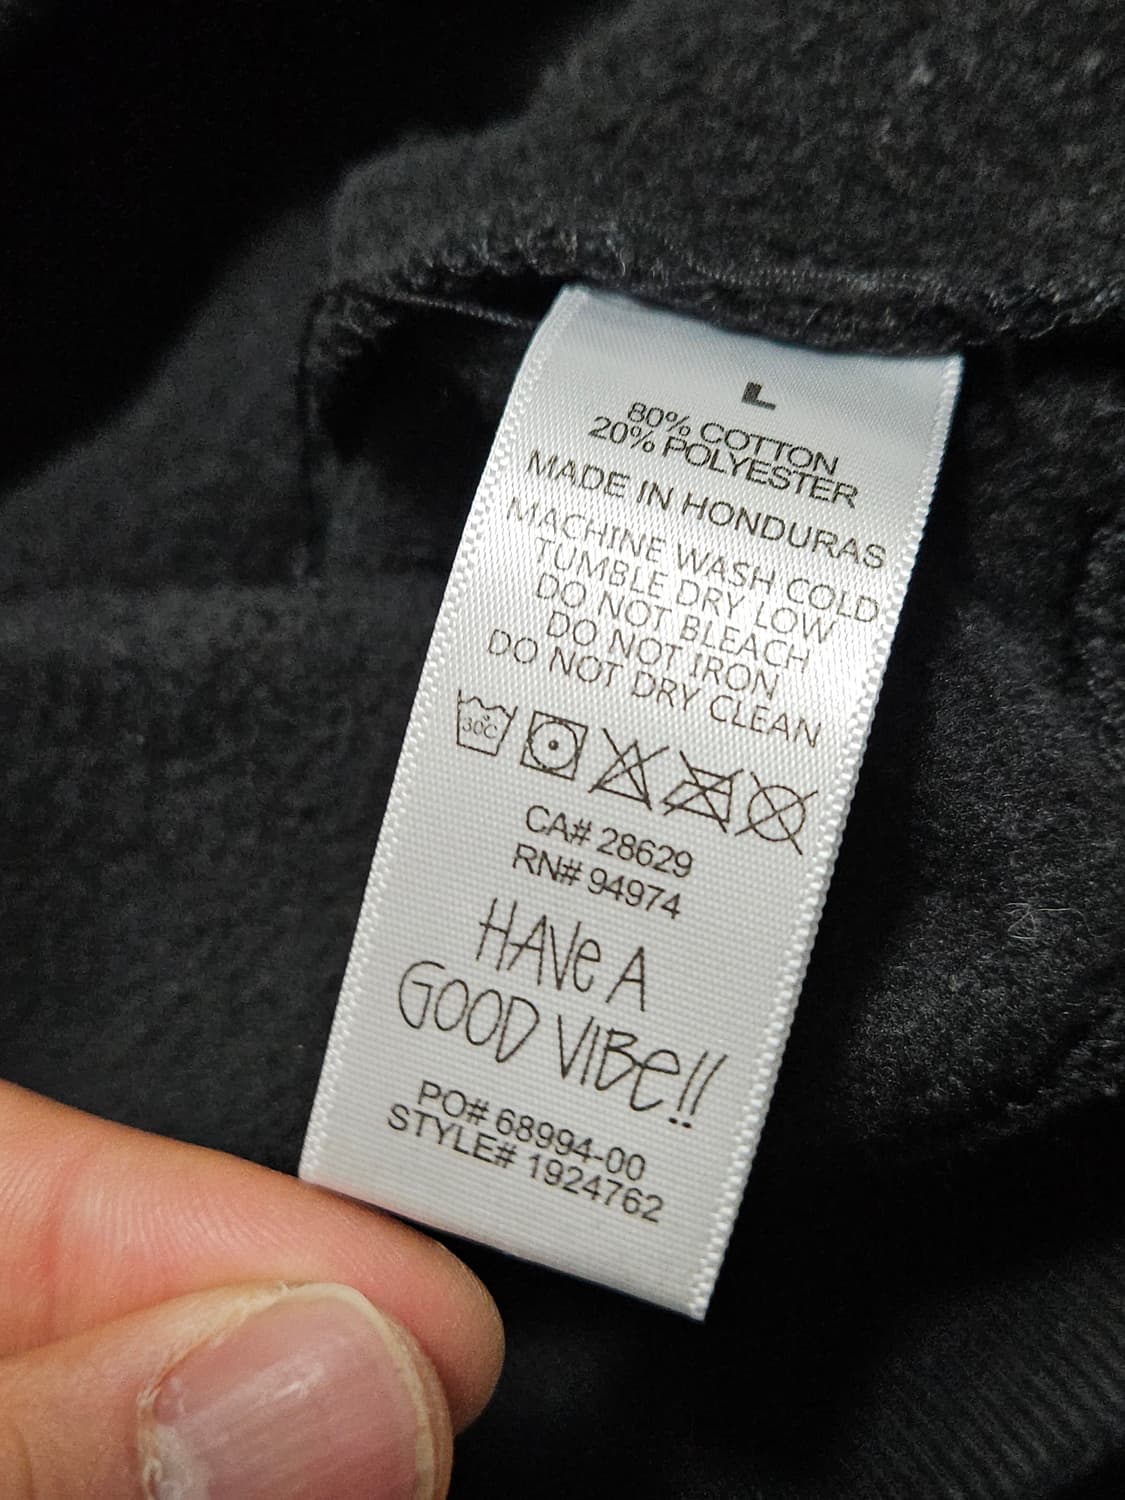 L
80% COTTON
20% POLYESTER
MADE IN HONDURAS
MACHINE WASH COLD
TUMBLE DRY LOW
DO NOT BLEACH
DO NOT IRON
DO NOT DRY CLEAN
30°C
CA# 28629
RN# 94974
HAVe A
GOOD VIBe!!
PO# 68994-00
STYLE# 1924762